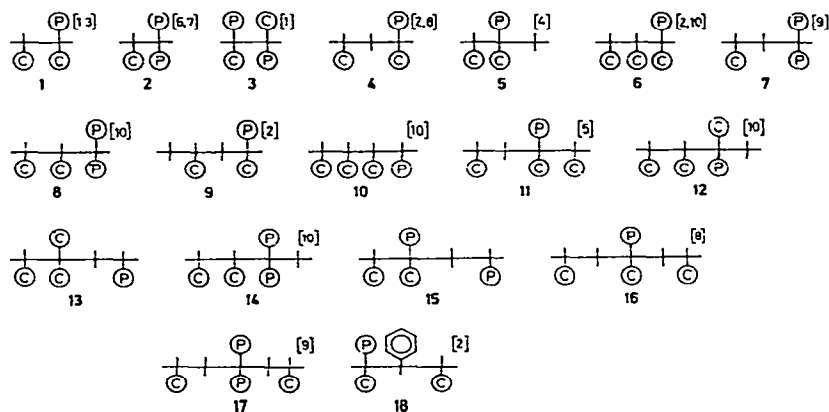 P [1 3] P [6,7] P C [1] P [2,8] P [4] P [2,10] P [9]
C C C P C P C C C C C C C C P
1 2 3 4 5 6 7
P [10] P [2] [10] P [5] C [10]
C C P C C C C C P C C C C C P
8 9 10 11 12
C P [10] P P [8]
C C P C C P C C P C C C
13 14 15 16
P [9] P [2]
C P C C C
17 18